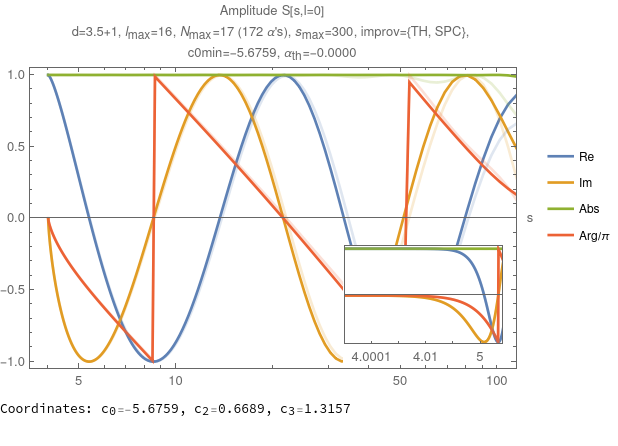 Amplitude S[s,l=0]
d=3.5+1, lmax=16, Nmax=17 (172 α's), smax=300, improv={TH, SPC},
c0min=-5.6759, αth=-0.0000
1.0
0.5
0.0
-0.5
-1.0
s
Re
Im
Abs
Arg/π
4.0001 4.01 5
5 10 50 100
Coordinates: c0=-5.6759, c2=0.6689, c3=1.3157